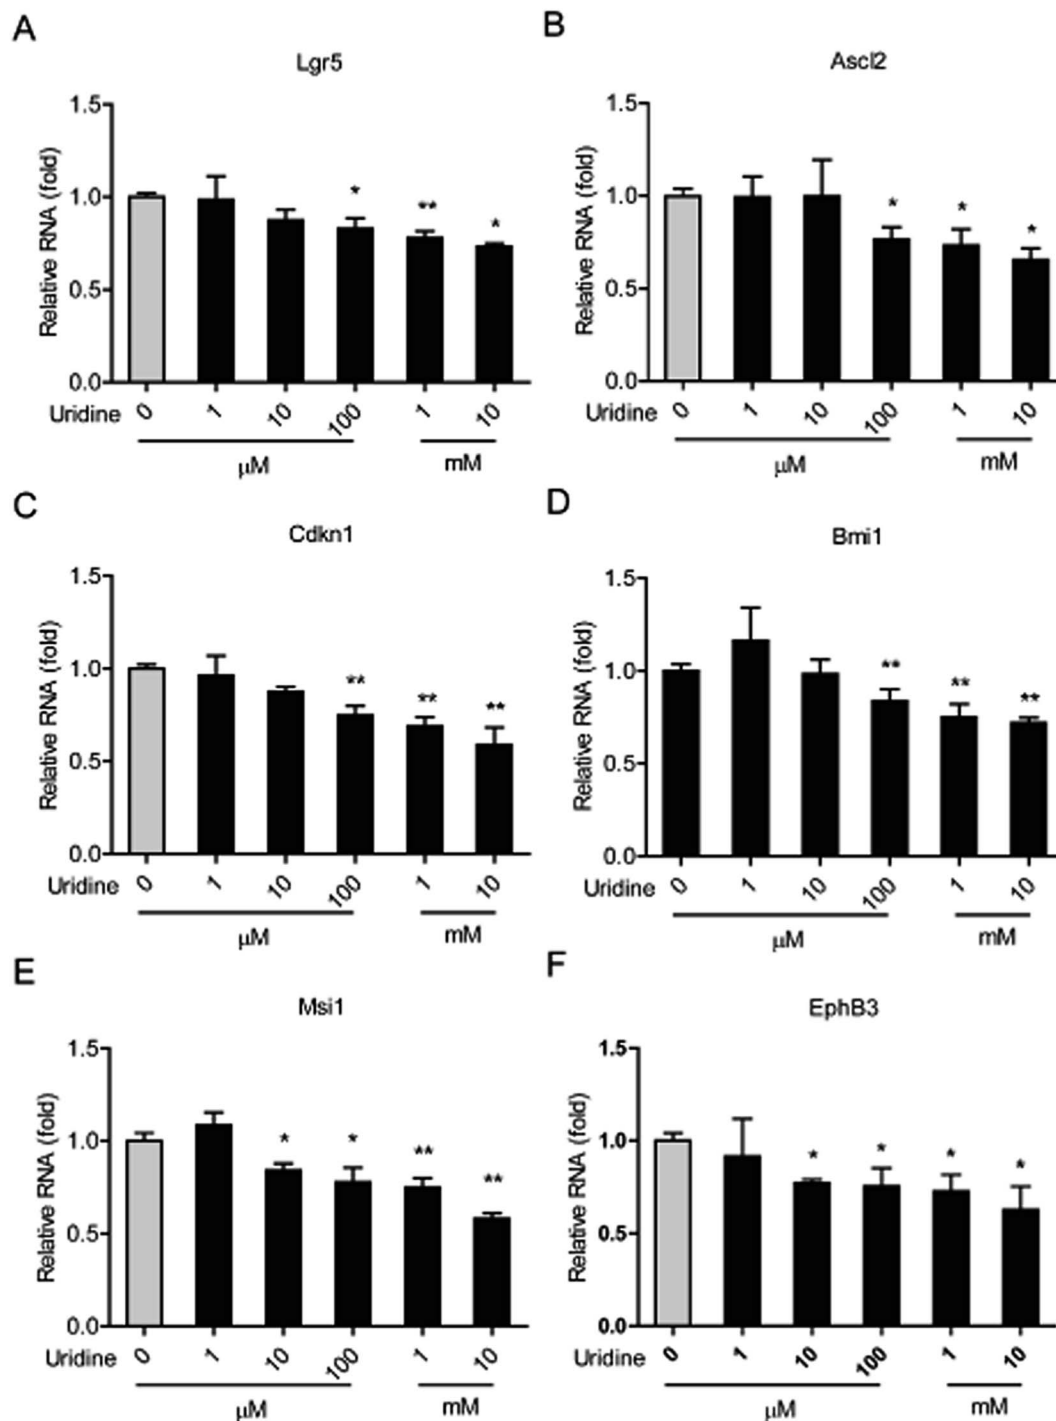 A
Lgr5
Relative RNA (fold)
1.5
1.0
0.5
0.0
* ** *
Uridine 0 1 10 100 1 10
μM mM
B
Ascl2
Relative RNA (fold)
1.5
1.0
0.5
0.0
* * *
Uridine 0 1 10 100 1 10
μM mM
C
Cdkn1
Relative RNA (fold)
1.5
1.0
0.5
0.0
** ** **
Uridine 0 1 10 100 1 10
μM mM
D
Bmi1
Relative RNA (fold)
1.5
1.0
0.5
0.0
** ** **
Uridine 0 1 10 100 1 10
μM mM
E
Msi1
Relative RNA (fold)
1.5
1.0
0.5
0.0
* * ** **
Uridine 0 1 10 100 1 10
μM mM
F
EphB3
Relative RNA (fold)
1.5
1.0
0.5
0.0
* * * *
Uridine 0 1 10 100 1 10
μM mM